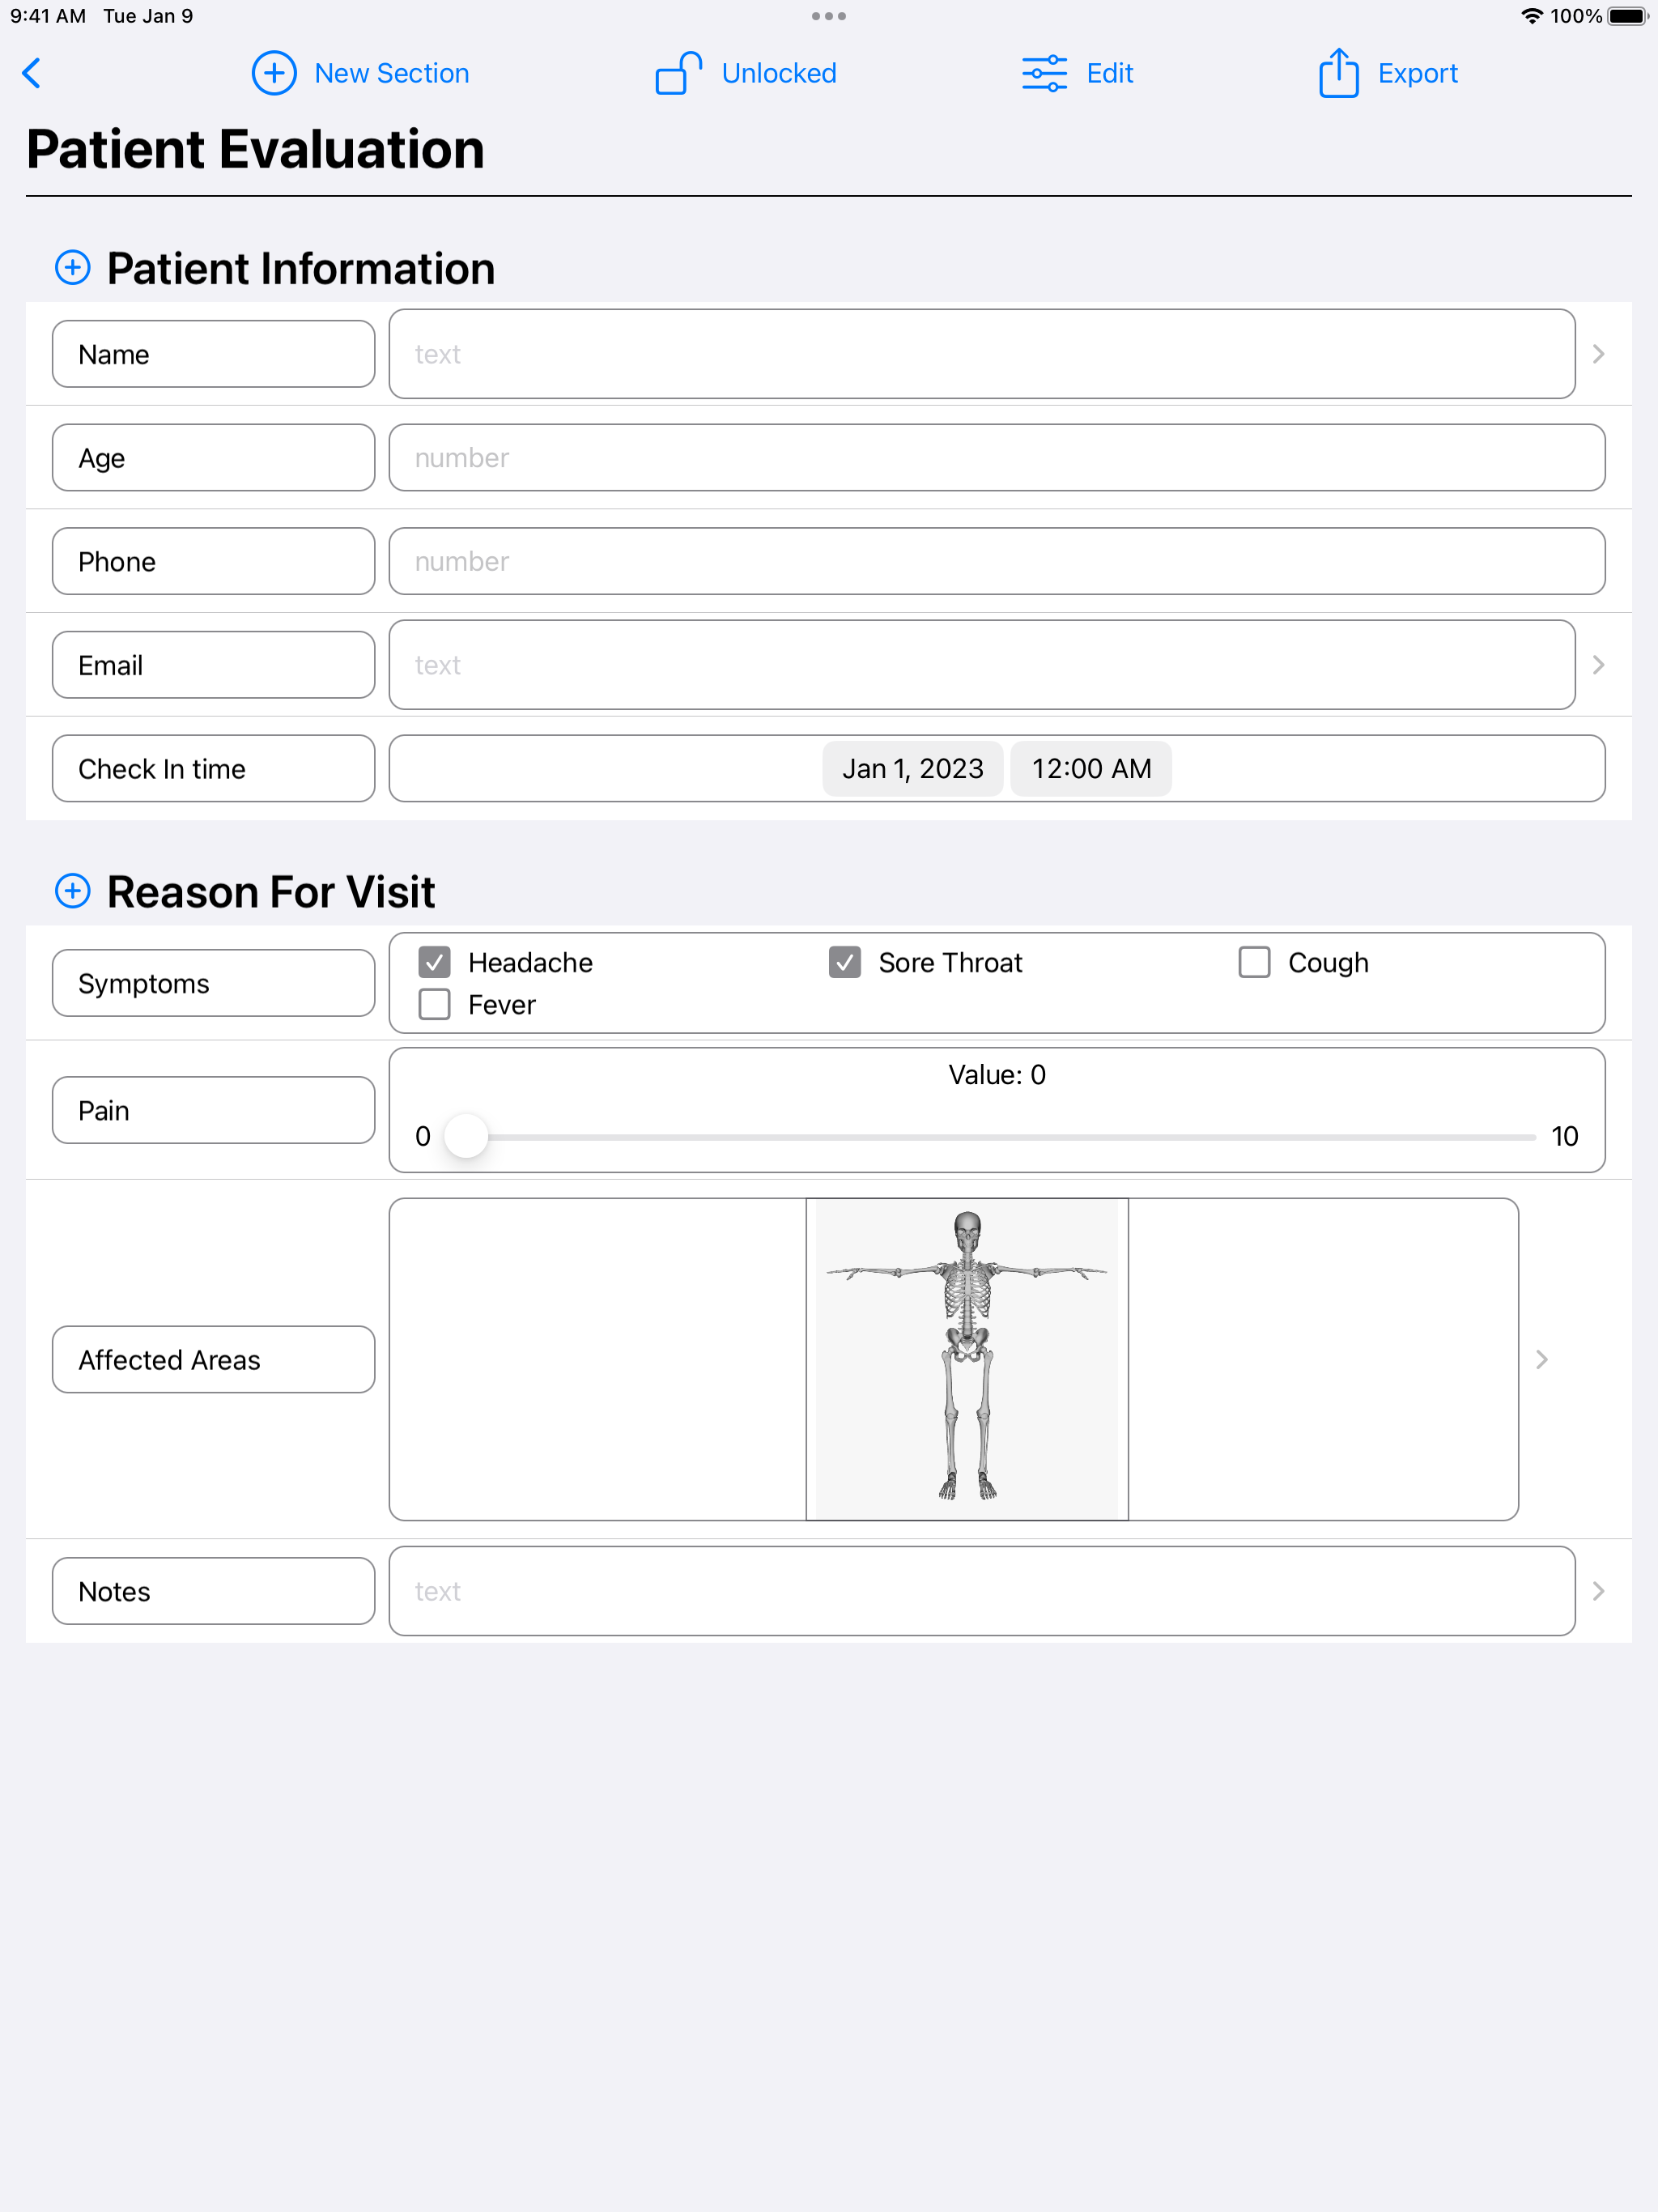 9:41 AM Tue Jan 9 100%
New Section Unlocked Edit Export
Patient Evaluation
Patient Information
Name text
Age number
Phone number
Email text
Check In time Jan 1, 2023 12:00 AM
Reason For Visit
Symptoms Headache Sore Throat Cough
Fever
Pain Value: 0
0 10
Affected Areas
Notes text